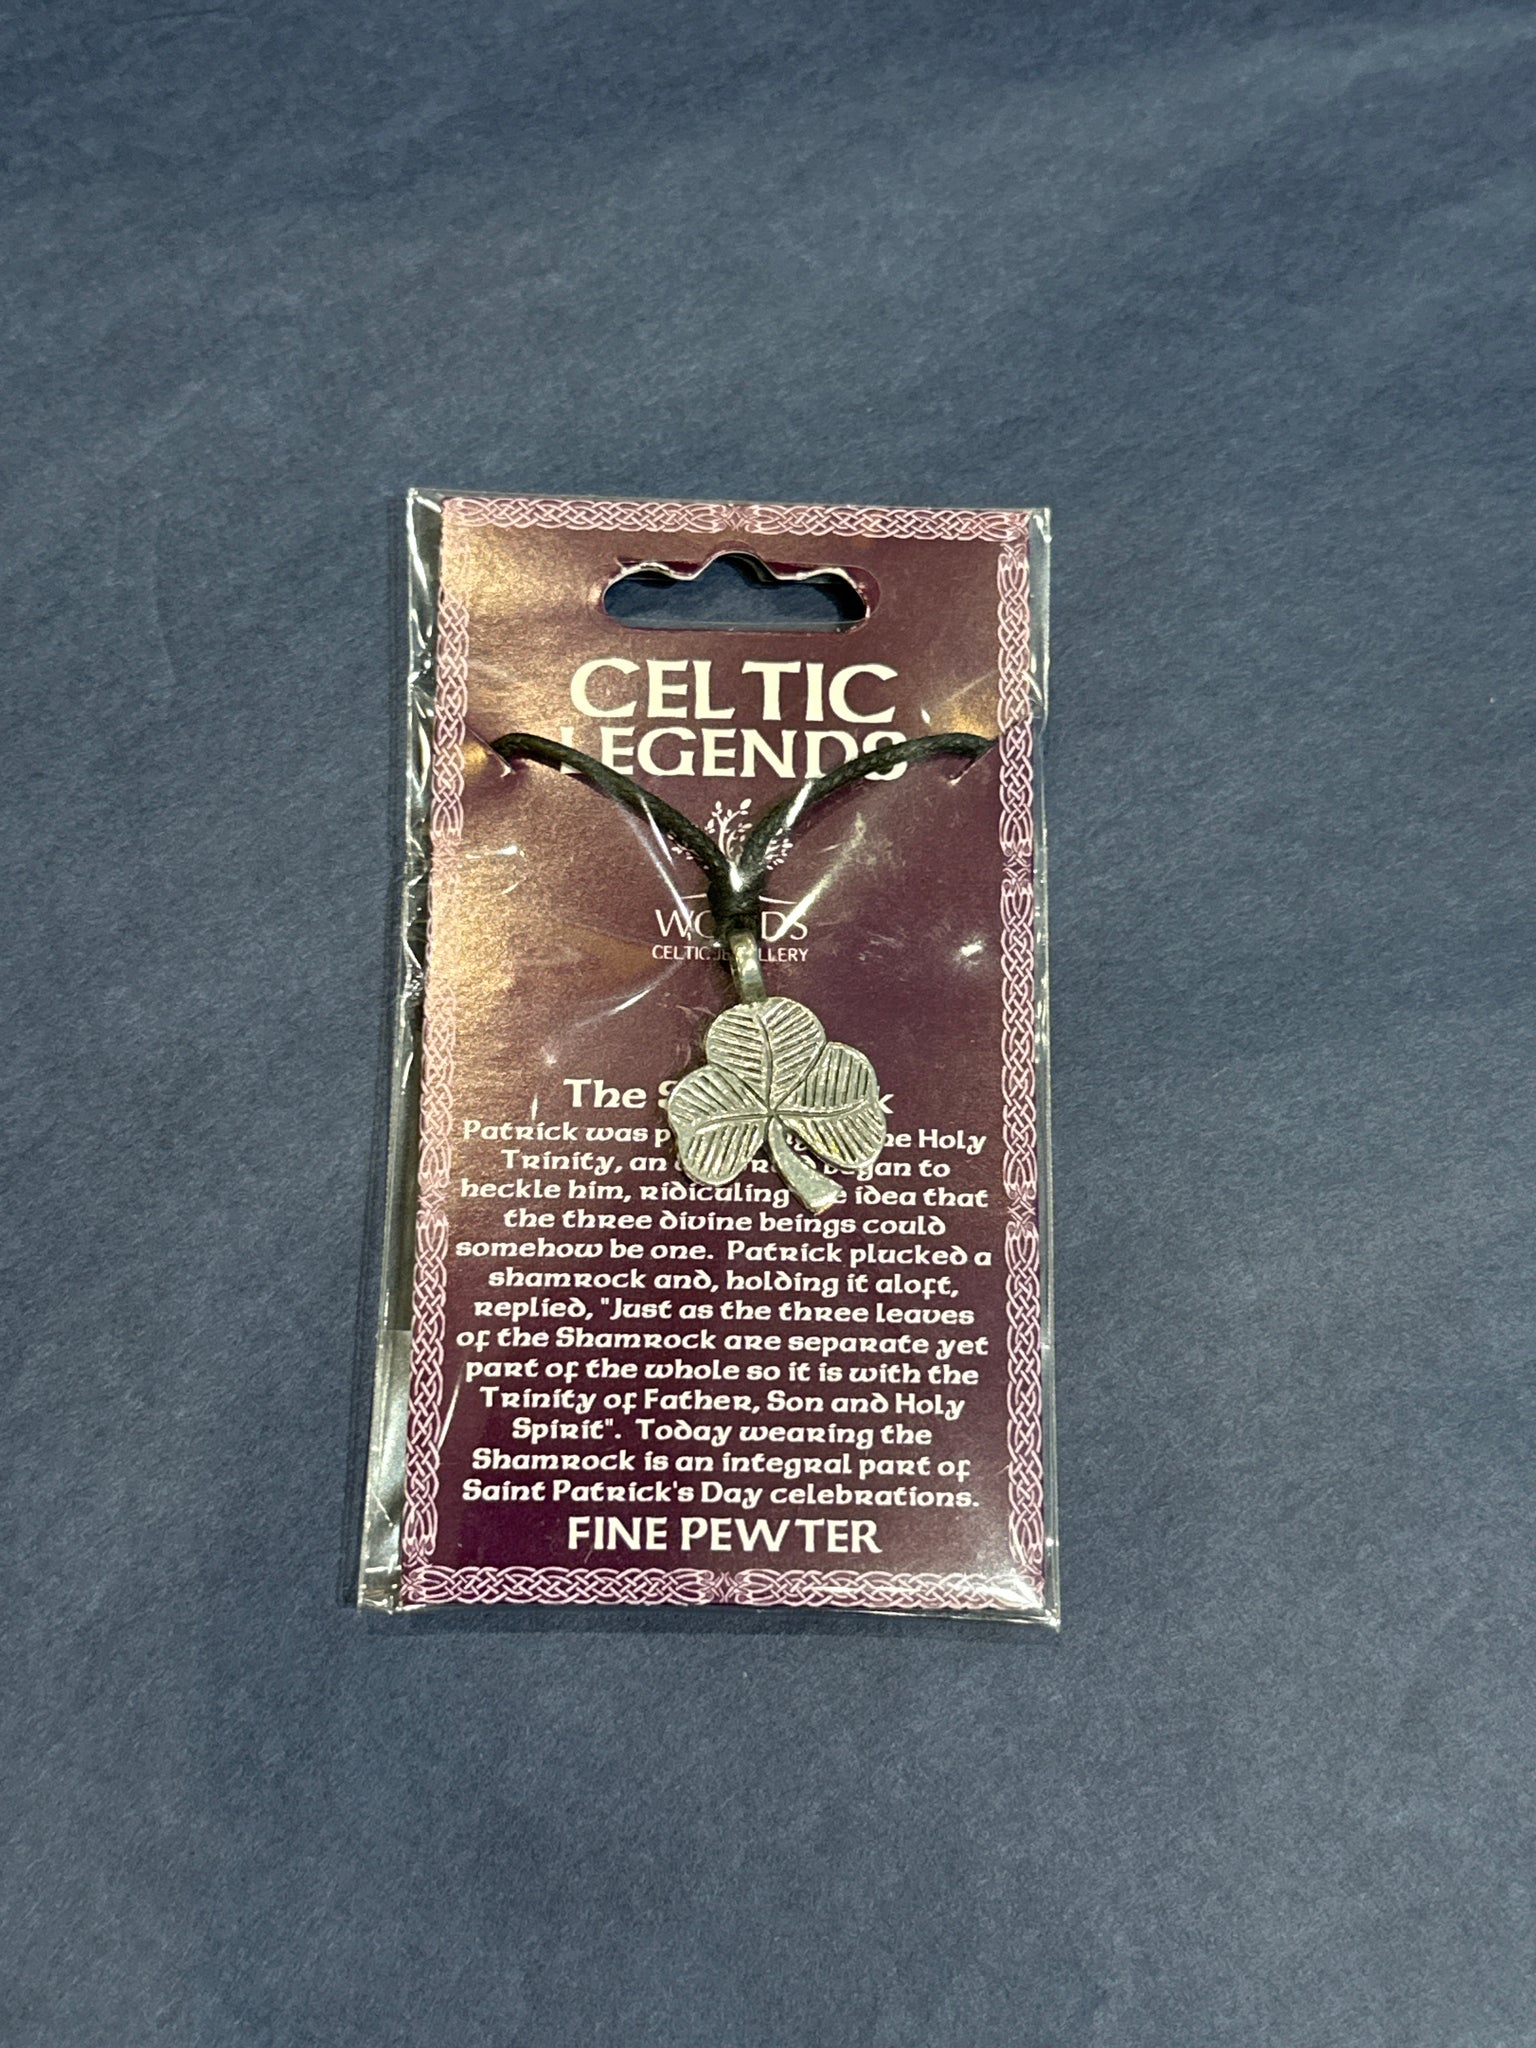 CELTIC
LEGENDS
CELTIC
The
Patrick was Holy
Trinity, to
heckle him, ridiculing idea that
the three divine beings could
somehow be one. Patrick plucked a
shamrock and, holding it aloft,
replied, "Just as the three leaves
of the Shamrock are separate yet
part of the whole so it is with the
Trinity of Father, Son and Holy
Spirit". Today wearing the
Shamrock is an integral part of
Saint Patrick's Day celebrations.
FINE PEWTER